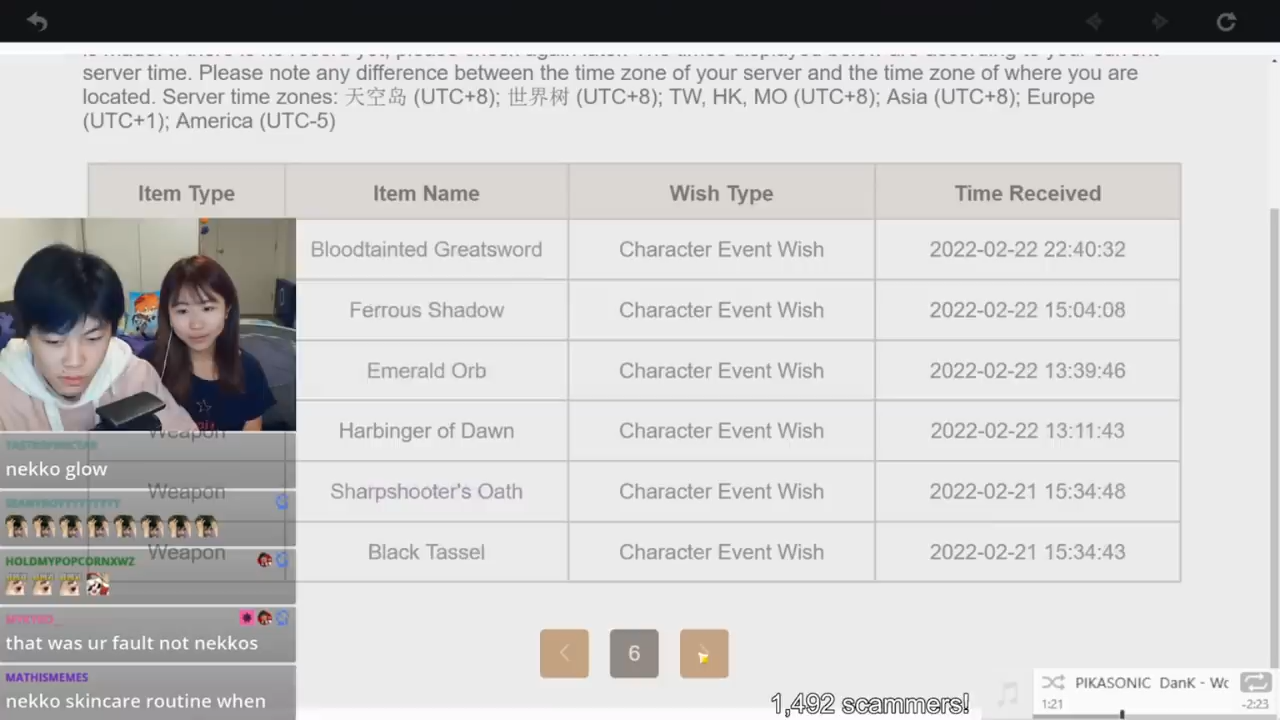 server time. Please note any difference between the time zone of your server and the time zone of where you are
located. Server time zones: 天空岛 (UTC+8); 世界树 (UTC+8); TW, HK, MO (UTC+8); Asia (UTC+8); Europe
(UTC+1); America (UTC-5)
Item Type Item Name Wish Type Time Received
Bloodtainted Greatsword Character Event Wish 2022-02-22 22:40:32
Ferrous Shadow Character Event Wish 2022-02-22 15:04:08
Emerald Orb Character Event Wish 2022-02-22 13:39:46
Weapon Harbinger of Dawn Character Event Wish 2022-02-22 13:11:43
Weapon Sharpshooter's Oath Character Event Wish 2022-02-21 15:34:48
Weapon Black Tassel Character Event Wish 2022-02-21 15:34:43
6
nekko glow
HOLDMYPOPCORNXWZ
that was ur fault not nekkos
MATHISMEMES
nekko skincare routine when
1,492 scammers!
PIKASONIC DanK - Wo
1:21 -2:23